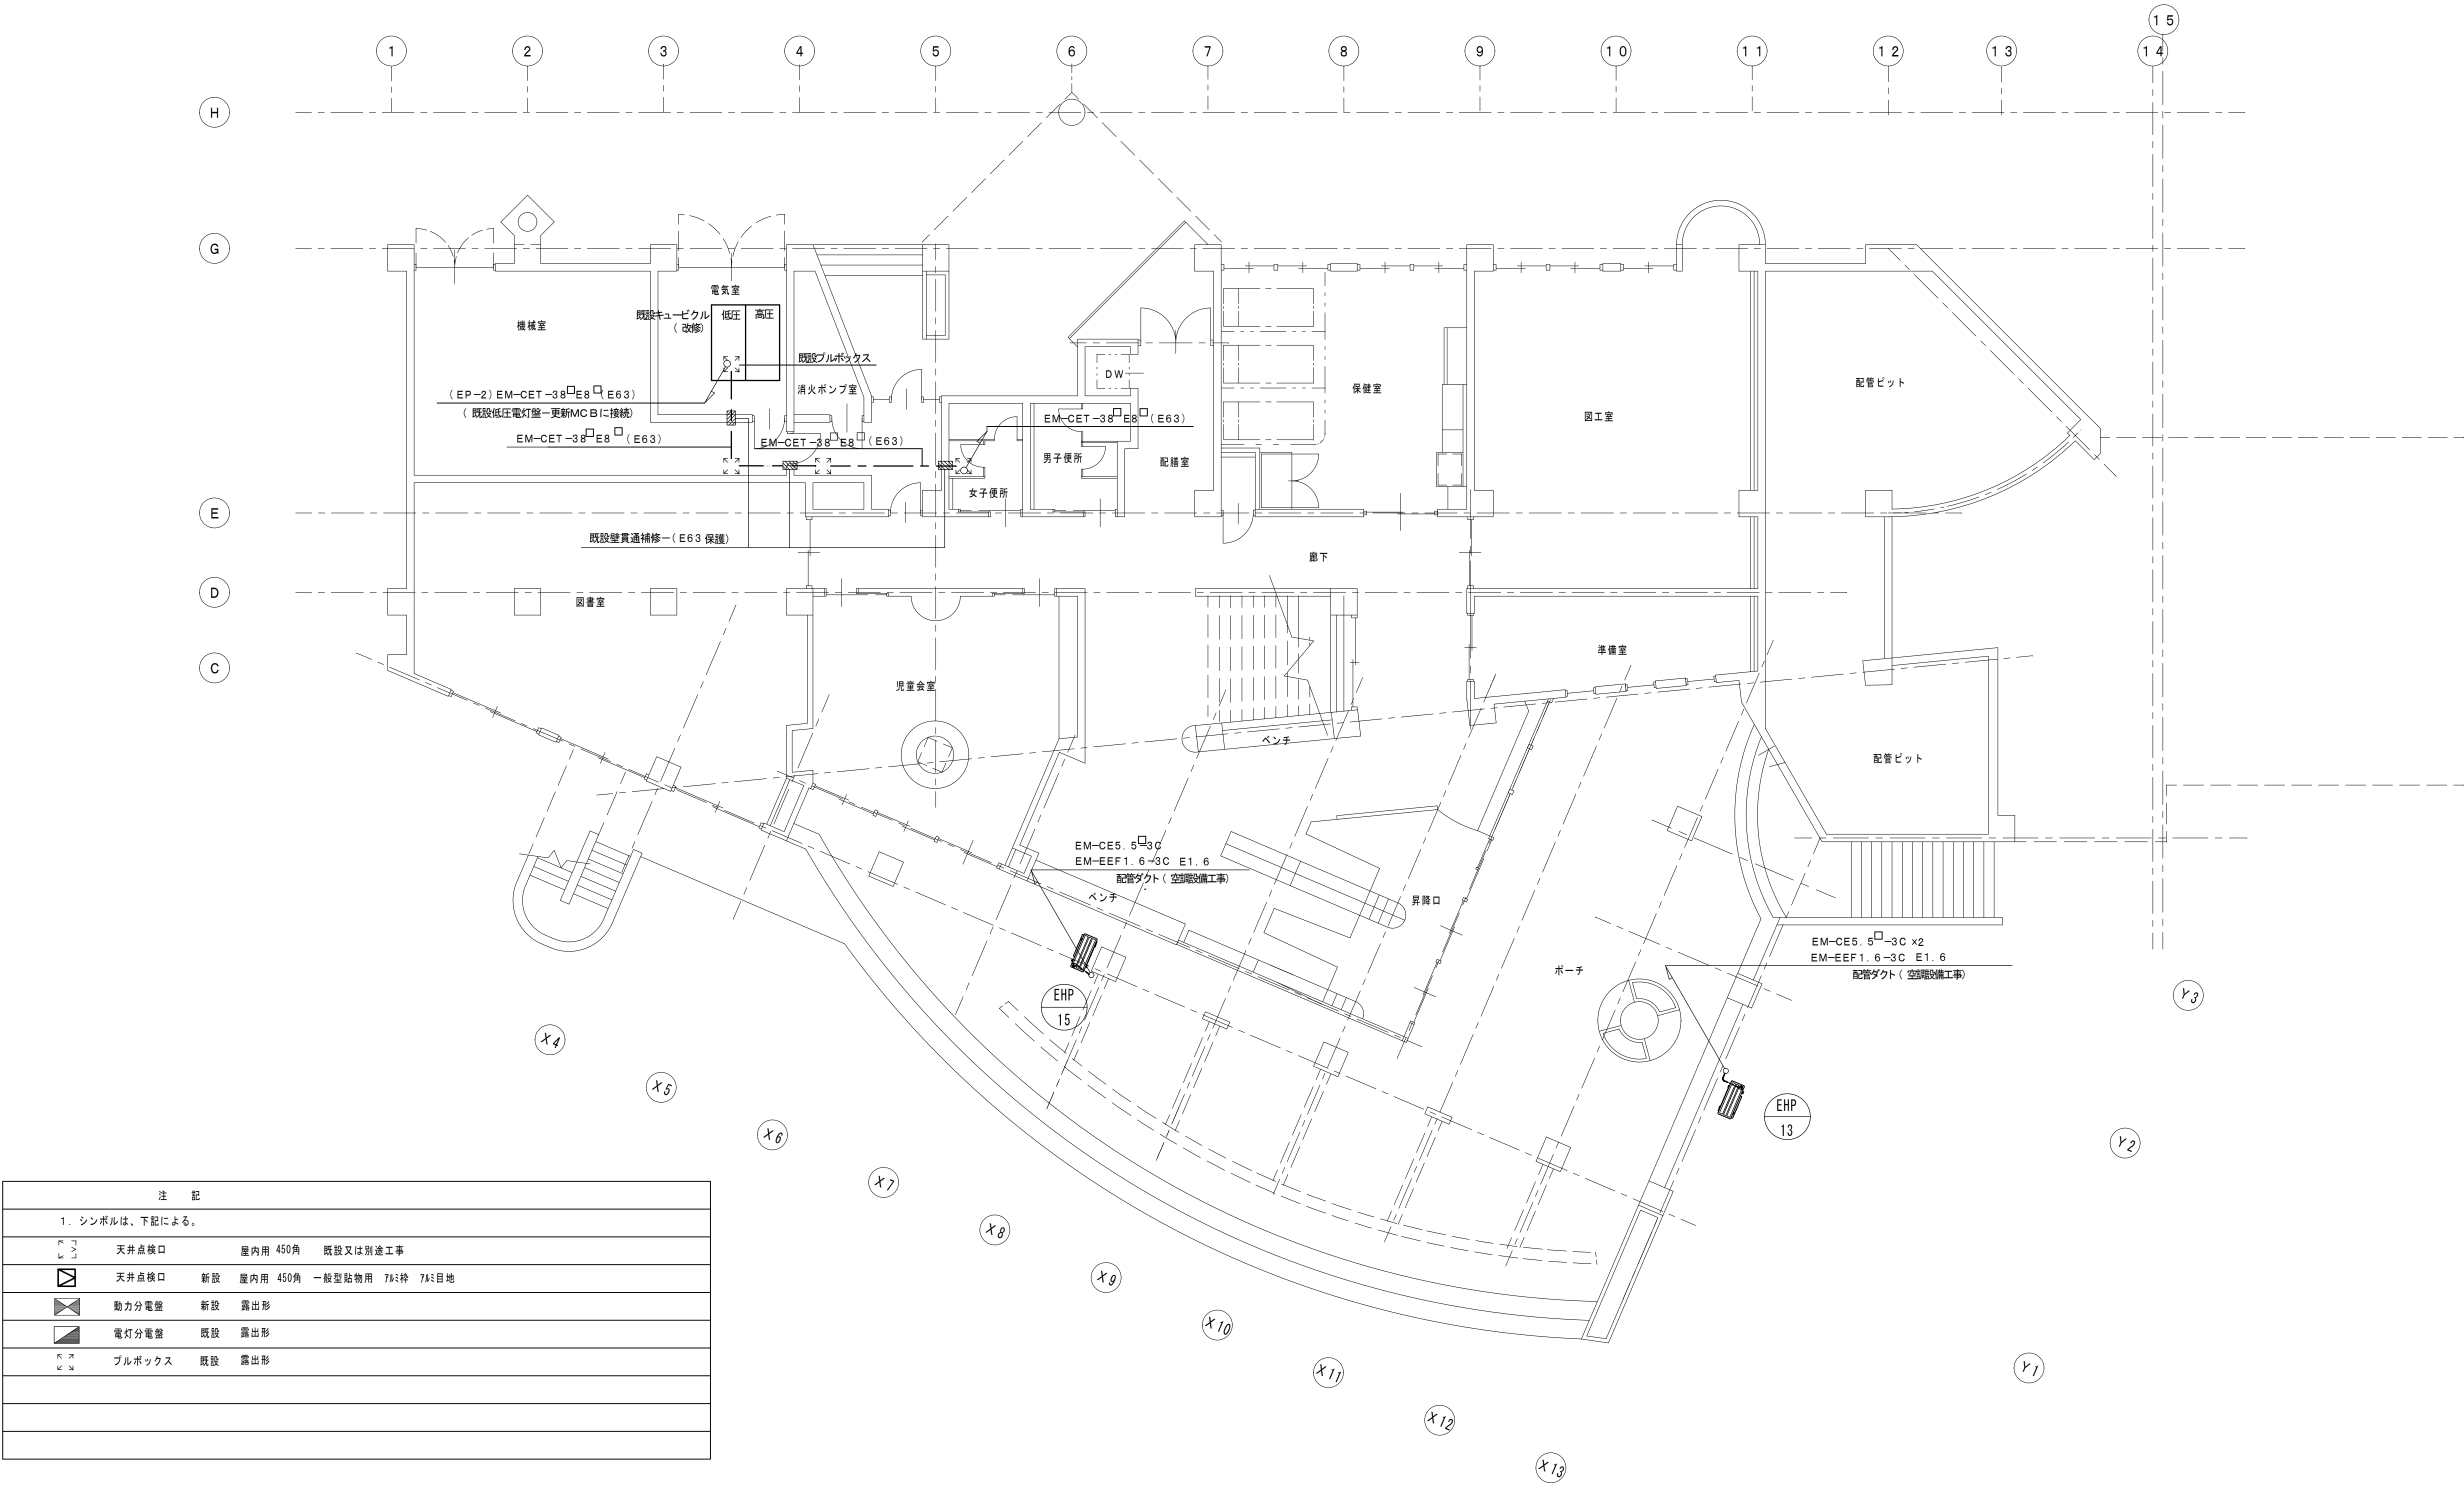 15
1 2 3 4 5 6 7 8 9 10 11 12 13 14
H
G
電気室
既設キュービクル
(改修)
低圧
高圧
機械室
既設プルボックス
DW
(EP-2)EM-CET-38□E8□(E63)
消火ポンプ室
保健室
配管ピット
(既設低圧電灯盤ー更新MCBに接続)
EM-CET-38□E8□(E63)
図工室
EM-CET-38□E8□(E63)
EM-CET-38□E8□(E63)
男子便所
配膳室
女子便所
E
既設壁貫通補修ー(E63保護)
廊下
D
図書室
準備室
C
児童会室
ベンチ
配管ピット
EM-CE5.5□-3C
EM-EEF1.6-3C E1.6
配管ダクト(空調設備工事)
ベンチ
昇降口
EM-CE5.5□-3C ×2
EM-EEF1.6-3C E1.6
配管ダクト(空調設備工事)
ポーチ
EHP
15
EHP
13
Y3
Y2
Y1
X4
X5
X6
X7
X8
X9
X10
X11
X12
X13
注 記
1. シンボルは、下記による。
天井点検口 屋内用 450角 既設又は別途工事
天井点検口 新設 屋内用 450角 一般型貼物用 ｱﾙﾐ枠 ｱﾙﾐ目地
動力分電盤 新設 露出形
電灯分電盤 既設 露出形
プルボックス 既設 露出形